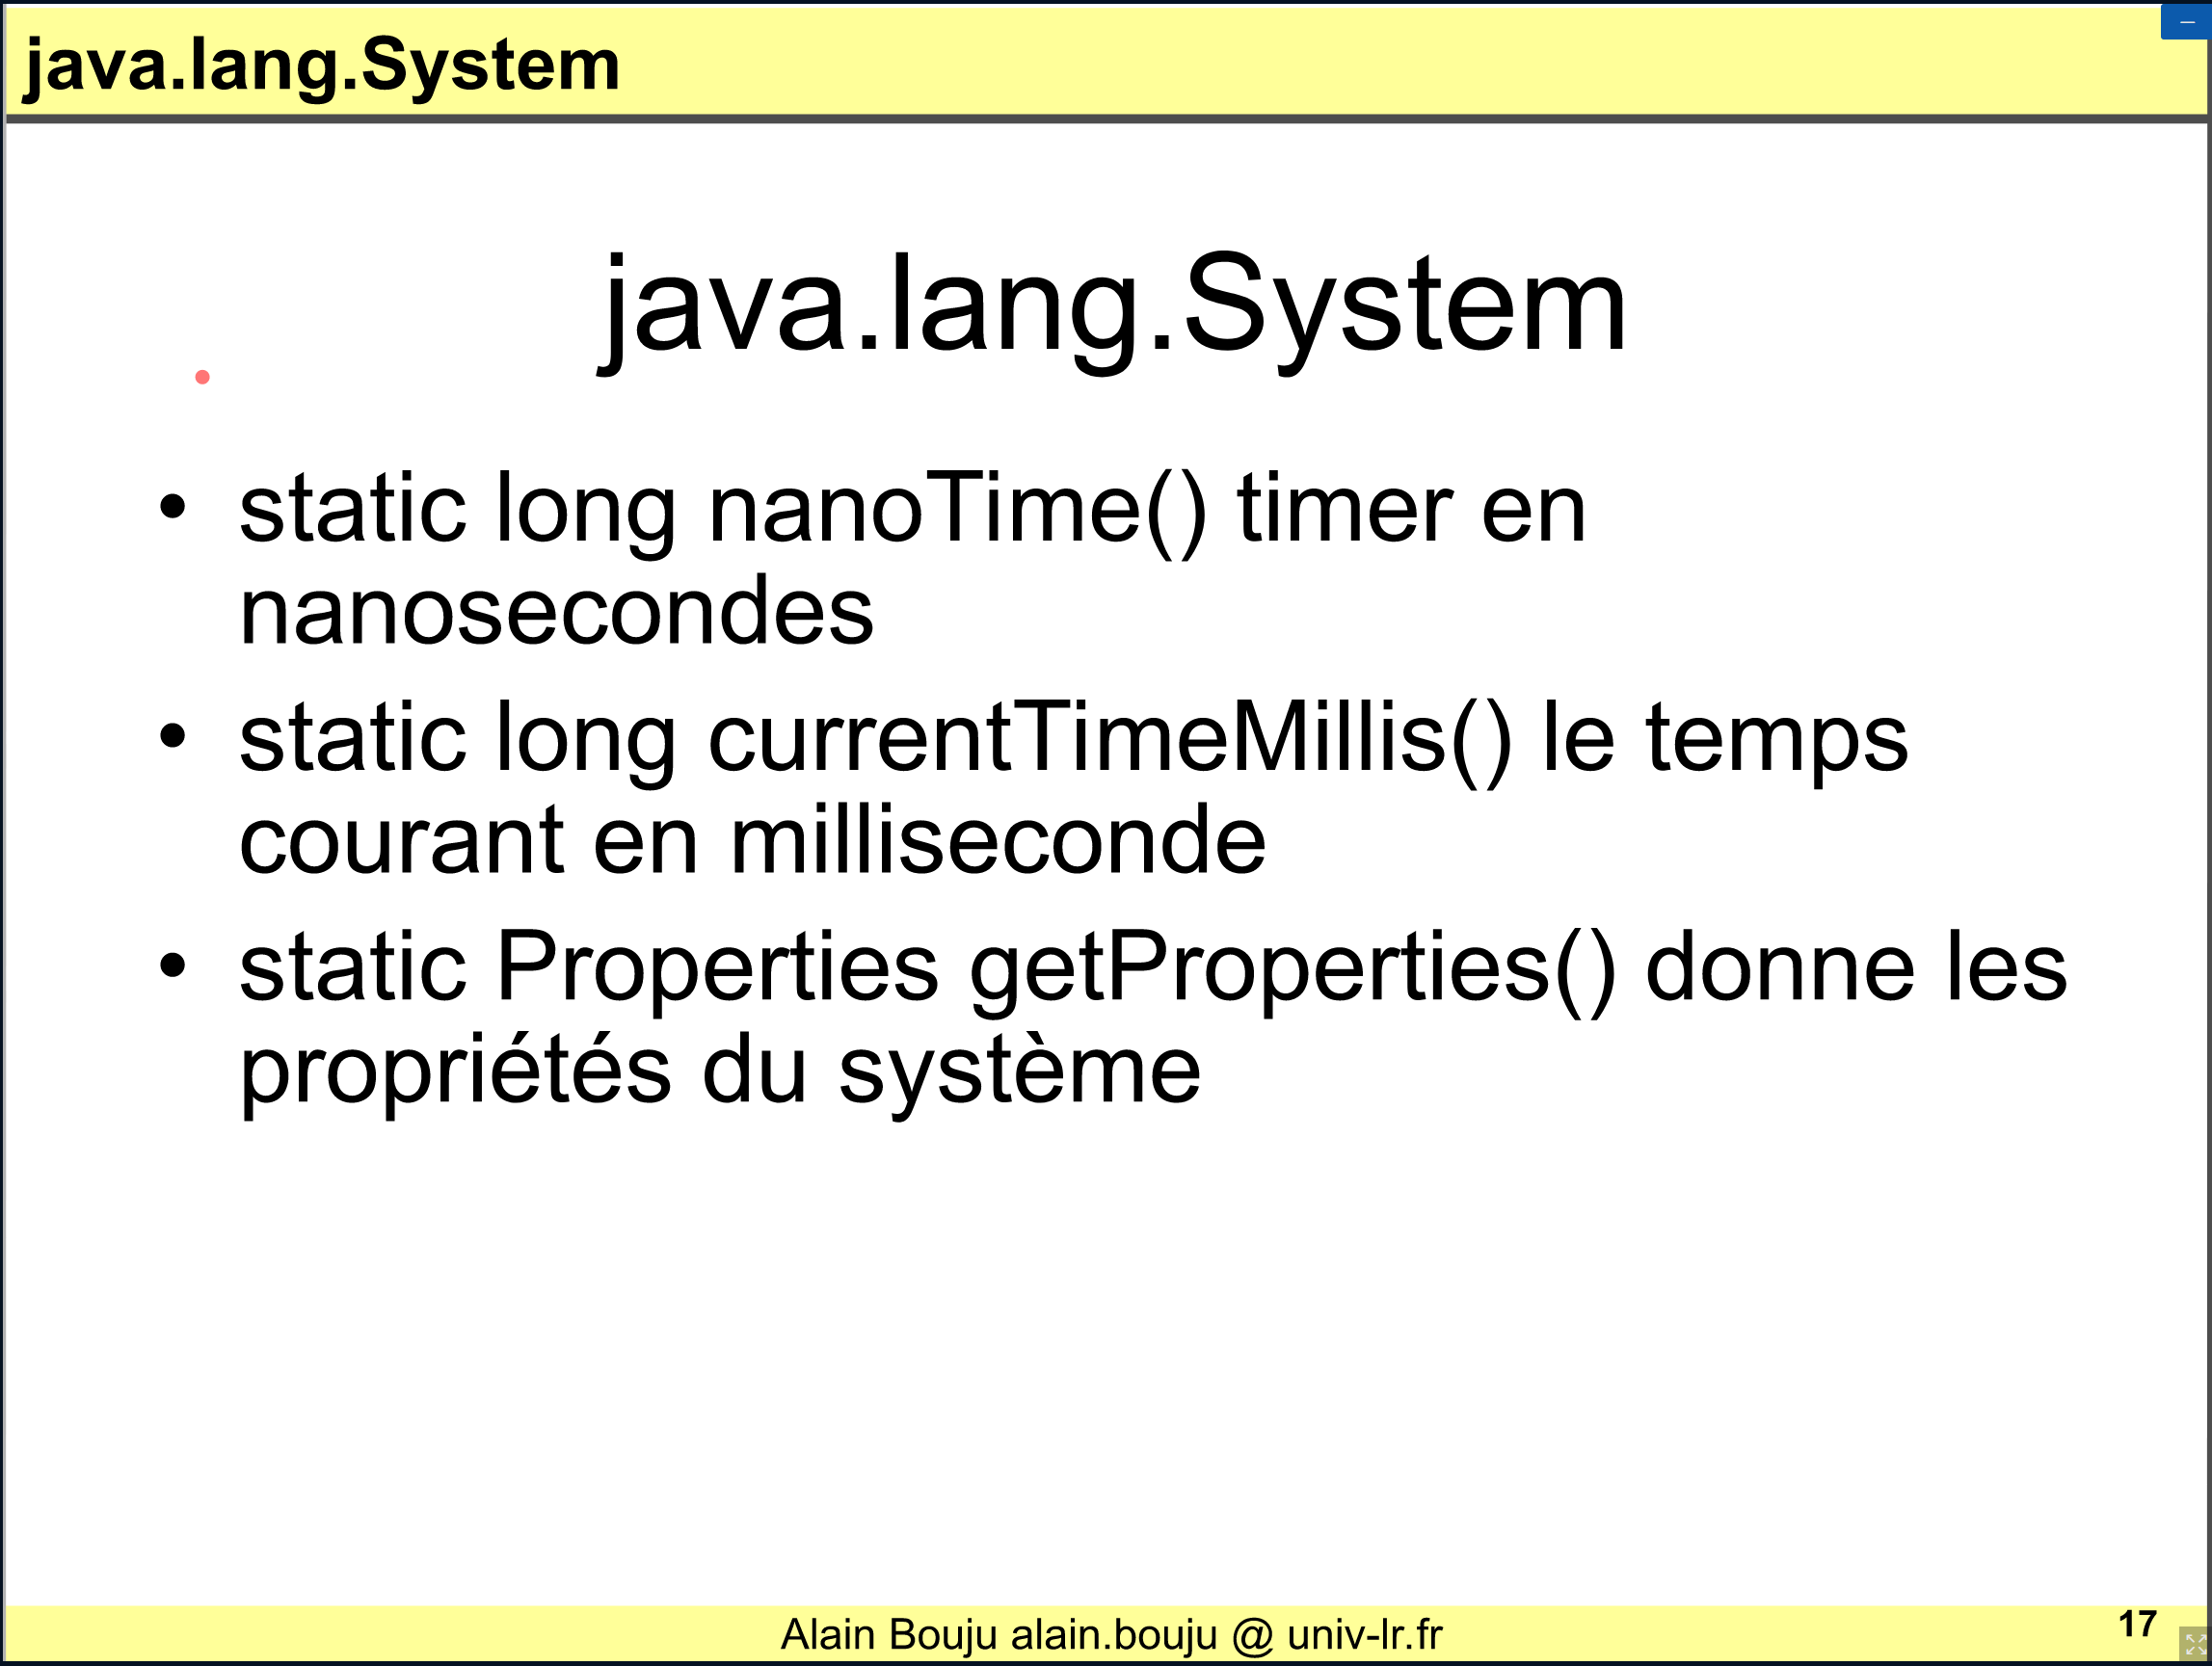 java.lang.System
java.lang.System
• static long nanoTime() timer en
nanosecondes
• static long currentTimeMillis() le temps
courant en milliseconde
• static Properties getProperties() donne les
propriétés du système
Alain Bouju alain.bouju @ univ-lr.fr
17